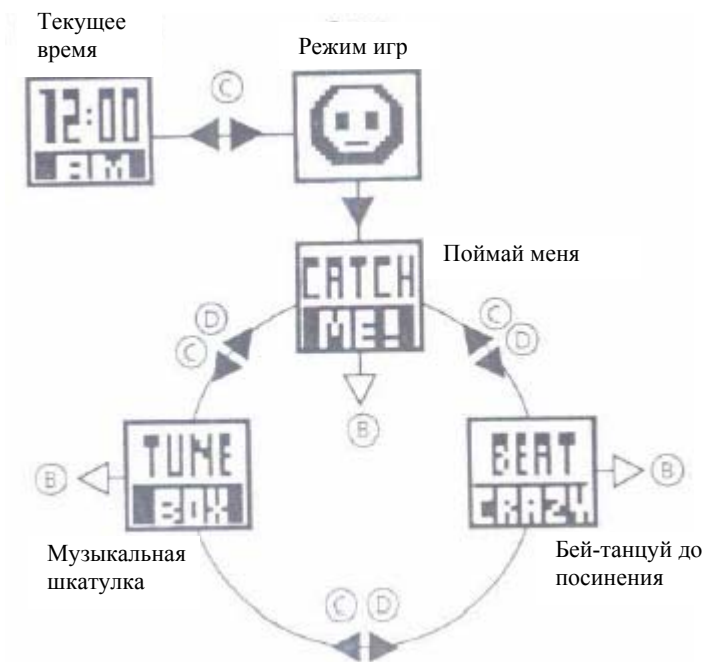 Текущее
время
Режим игр
C
12:00
AM
Поймай меня
CATCH
ME!
D
C
C
D
B
TUNE
BOX
B
BEAT
CRAZY
B
Музыкальная
шкатулка
Бей-танцуй до
посинения
C D